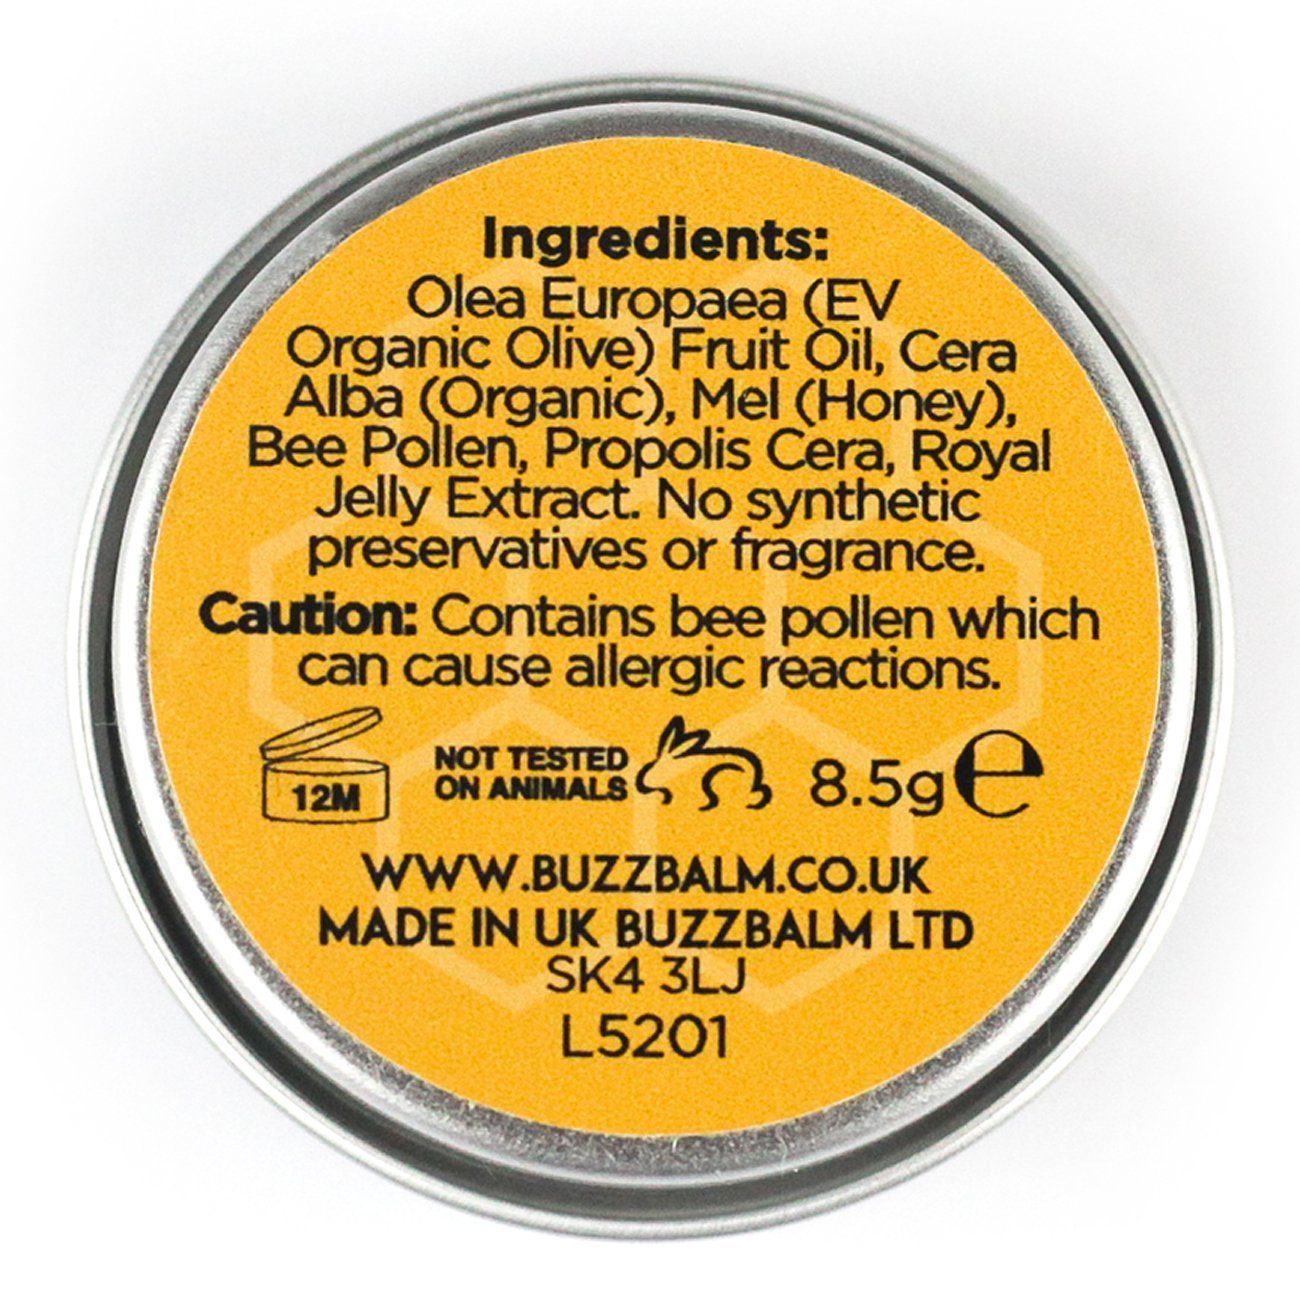 Ingredients:
Olea Europaea (EV
Organic Olive) Fruit Oil, Cera
Alba (Organic), Mel (Honey),
Bee Pollen, Propolis Cera, Royal
Jelly Extract. No synthetic
preservatives or fragrance.
Caution: Contains bee pollen which
can cause allergic reactions.
12M
NOT TESTED
ON ANIMALS
8.5g ℮
WWW.BUZZBALM.CO.UK
MADE IN UK BUZZBALM LTD
SK4 3LJ
L5201